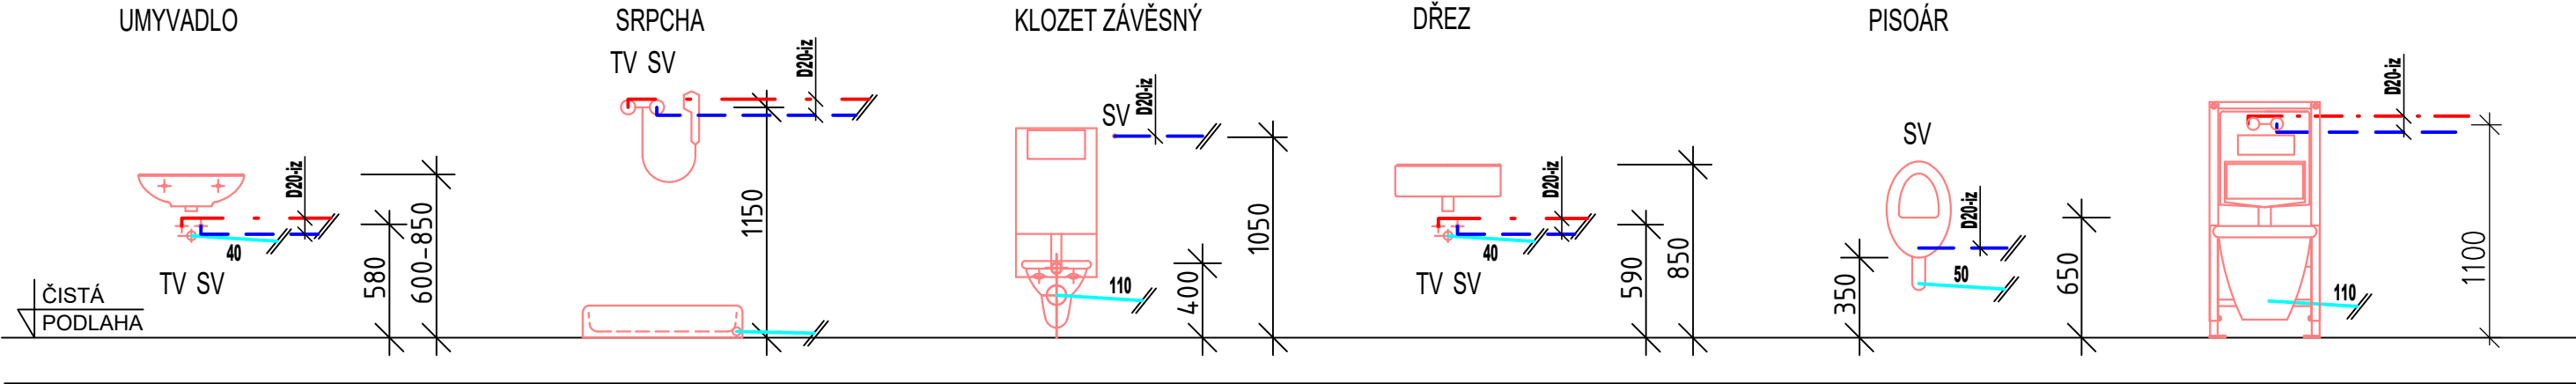 UMYVADLO
SRPCHA
KLOZET ZÁVĚSNÝ
DŘEZ
PISOÁR
TV SV
D20-iz
1150
SV
D20-iz
1050
400
110
D20-iz
40
TV SV
580
600-850
D20-iz
40
TV SV
590
850
SV
D20-iz
50
350
650
D20-iz
110
1100
ČISTÁ
PODLAHA